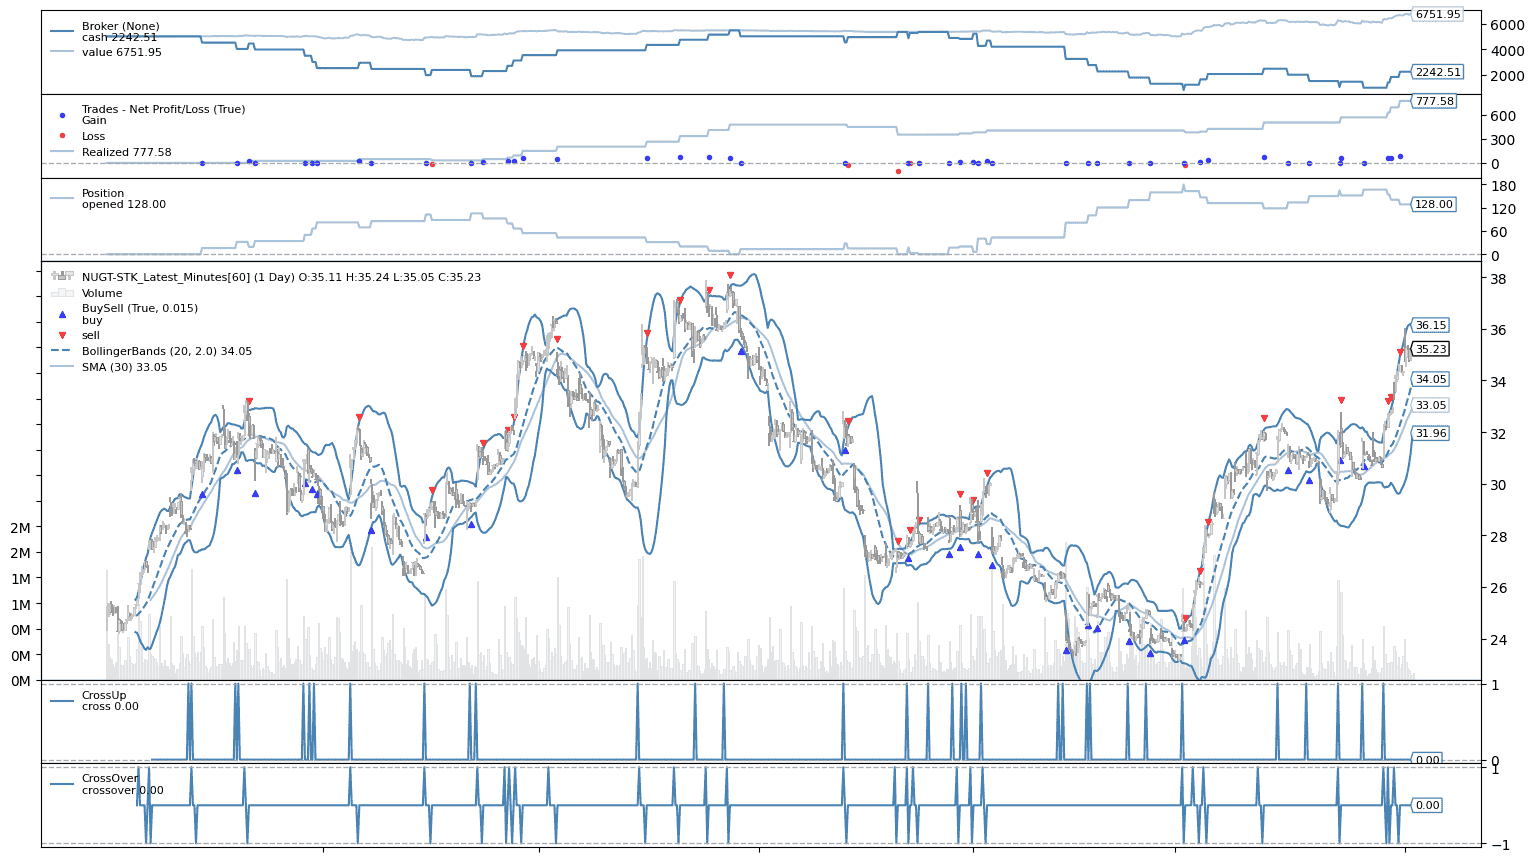 Broker (None)
cash 2242.51
value 6751.95
6751.95
6000
4000
2242.51
2000
Trades - Net Profit/Loss (True)
Gain
Loss
Realized 777.58
777.58
600
300
0
Position
opened 128.00
180
128.00
120
60
0
NUGT-STK_Latest_Minutes[60] (1 Day) O:35.11 H:35.24 L:35.05 C:35.23
Volume
BuySell (True, 0.015)
buy
sell
BollingerBands (20, 2.0) 34.05
SMA (30) 33.05
38
36.15
36
35.23
34.05
34
33.05
32
31.96
30
28
26
24
2M
2M
1M
1M
0M
0M
0M
CrossUp
cross 0.00
1
0.00
0
CrossOver
crossover 0.00
1
0.00
−1